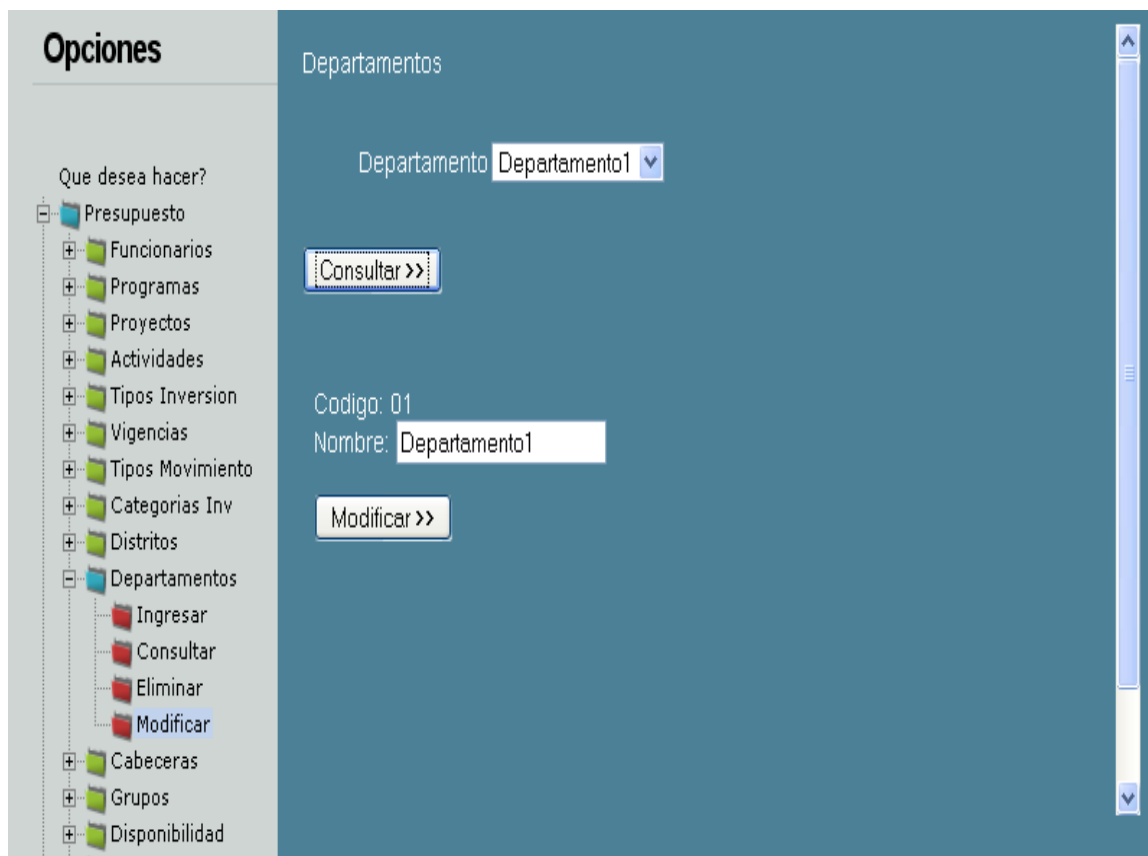 Opciones
Que desea hacer?
Presupuesto
Funcionarios
Programas
Proyectos
Actividades
Tipos Inversion
Vigencias
Tipos Movimiento
Categorias Inv
Distritos
Departamentos
Ingresar
Consultar
Eliminar
Modificar
Cabeceras
Grupos
Disponibilidad
Departamentos
Departamento Departamento1
Consultar >>
Codigo: 01
Nombre: Departamento1
Modificar >>